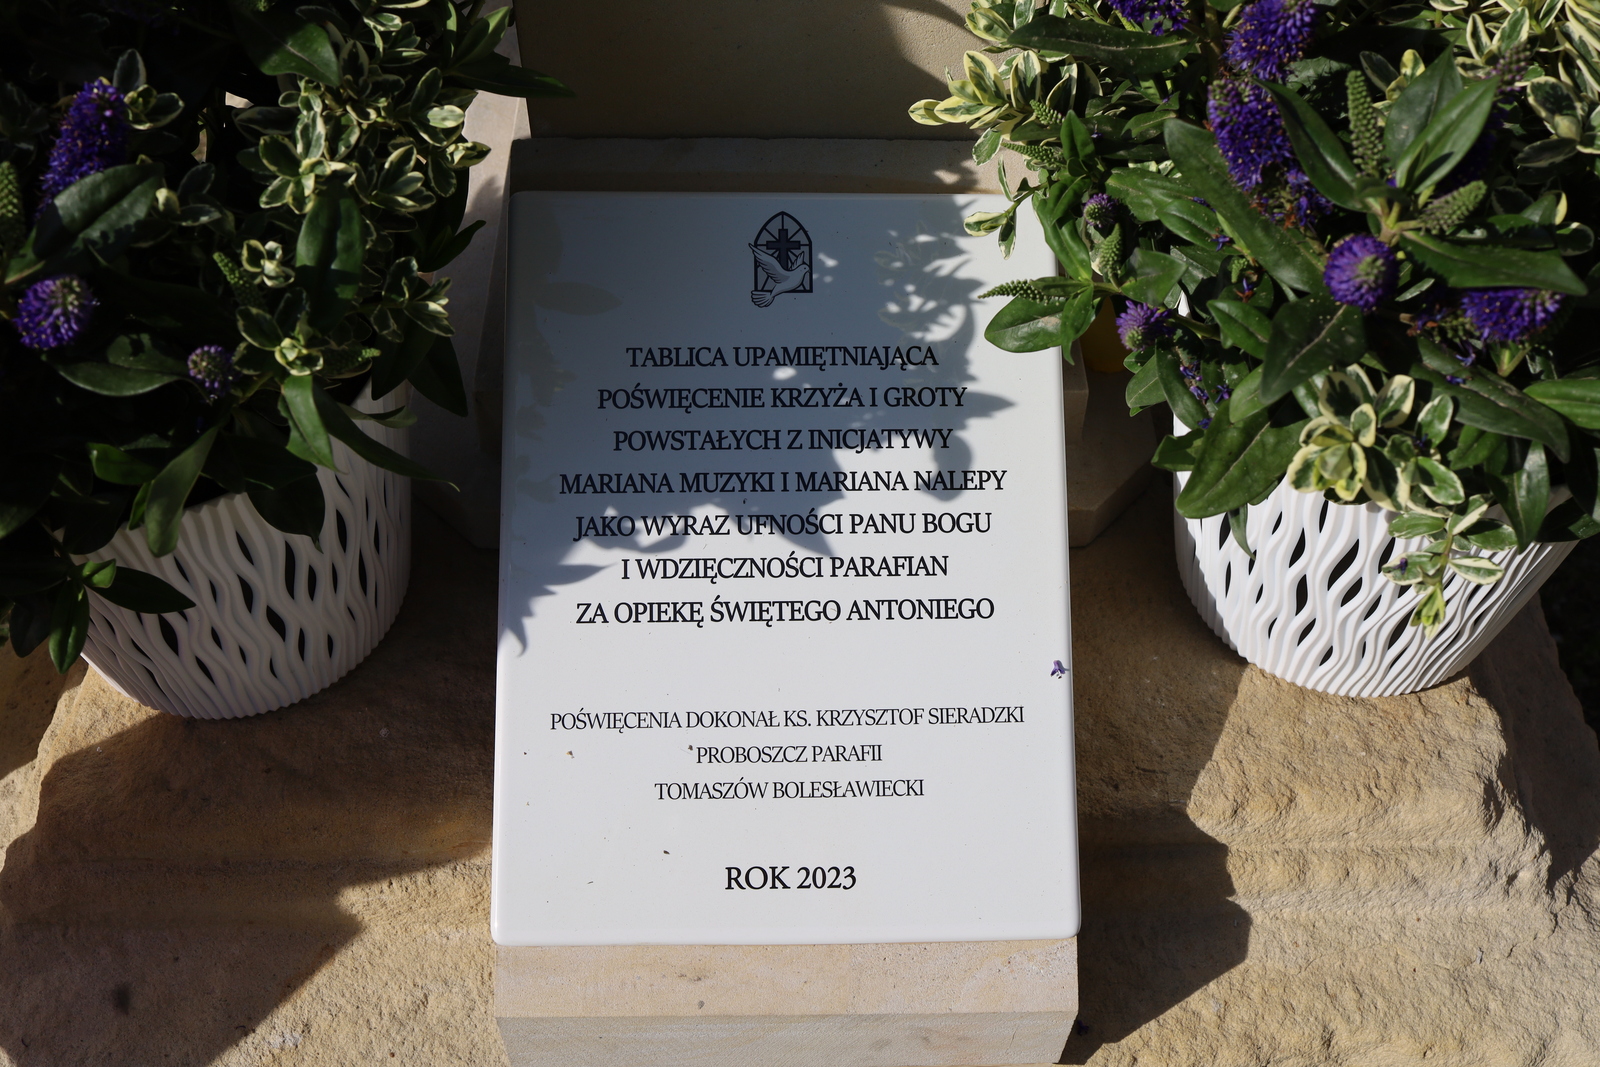 TABLICA UPAMIĘTNIAJĄCA
POŚWIĘCENIE KRZYŻA I GROTY
POWSTAŁYCH Z INICJATYWY
MARIANA MUZYKI I MARIANA NALEPY
JAKO WYRAZ UFNOŚCI PANU BOGU
I WDZIĘCZNOŚCI PARAFIAN
ZA OPIEKĘ ŚWIĘTEGO ANTONIEGO
POŚWIĘCENIA DOKONAŁ KS. KRZYSZTOF SIERADZKI
PROBOSZCZ PARAFII
TOMASZÓW BOLESŁAWIECKI
ROK 2023